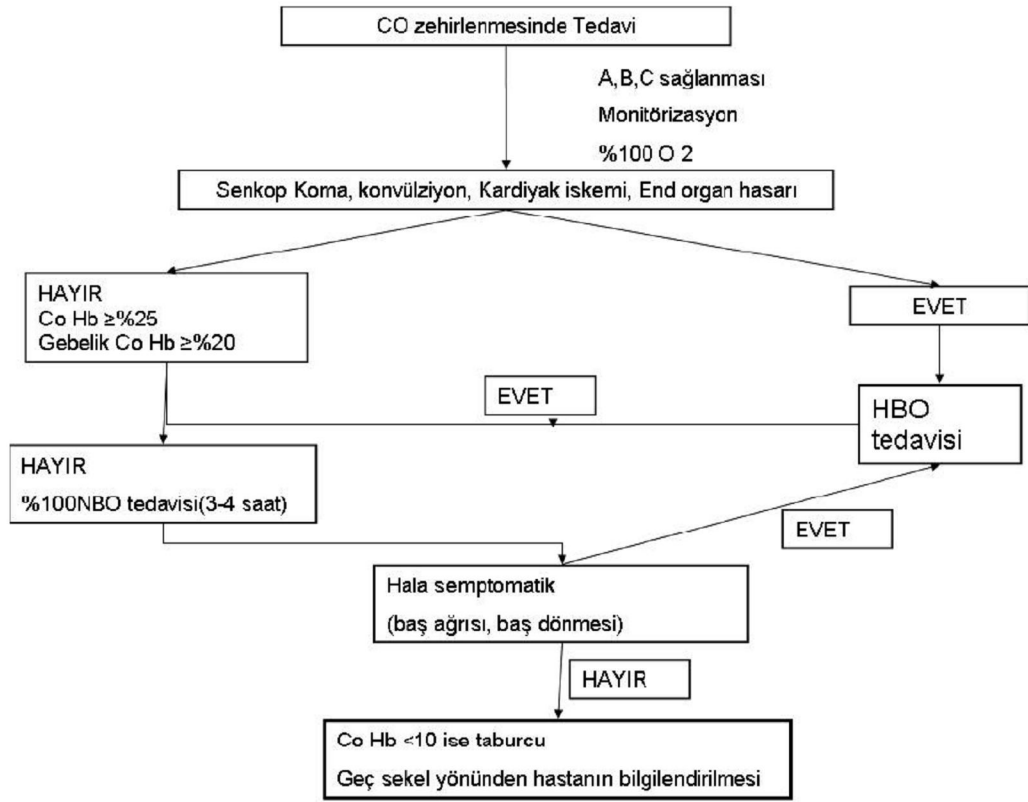 CO zehirlenmesinde Tedavi
A,B,C sağlanması
Monitörizasyon
%100 O 2
Senkop Koma, konvülziyon, Kardiyak iskemi, End organ hasarı
HAYIR
Co Hb ≥%25
Gebelik Co Hb ≥%20
EVET
EVET
HBO
tedavisi
HAYIR
%100NBO tedavisi(3-4 saat)
EVET
Hala semptomatik
(baş ağrısı, baş dönmesi)
HAYIR
Co Hb <10 ise taburcu
Geç sekel yönünden hastanın bilgilendirilmesi